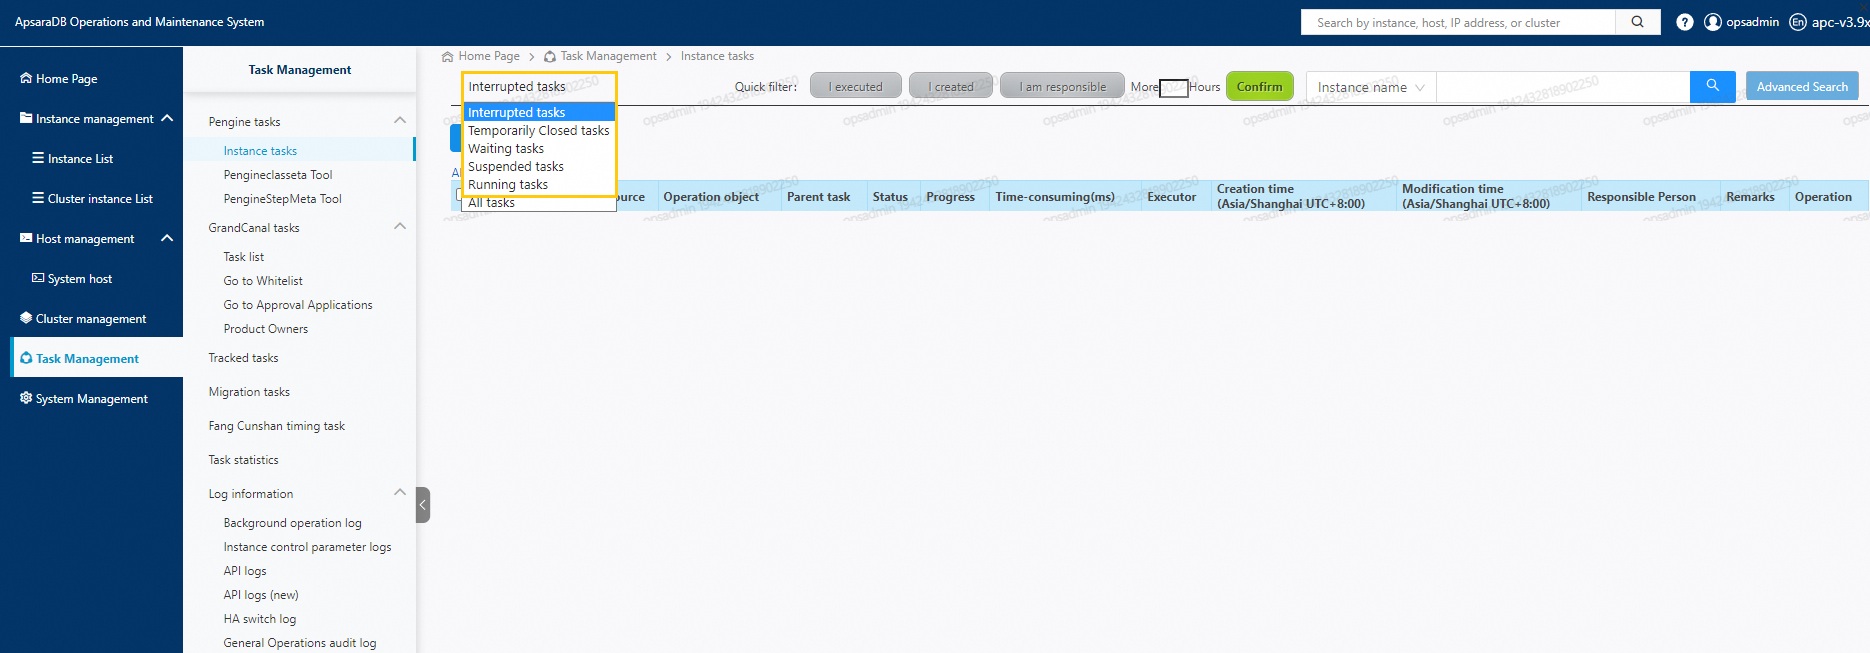 ApsaraDB Operations and Maintenance System
Search by instance, host, IP address, or cluster
? opsadmin En apc-v3.9x
Home Page
Instance management
Instance List
Cluster instance List
Host management
System host
Cluster management
Task Management
System Management
Task Management
Pengine tasks
Instance tasks
Pengineclasseta Tool
PengineStepMeta Tool
GrandCanal tasks
Task list
Go to Whitelist
Go to Approval Applications
Product Owners
Tracked tasks
Migration tasks
Fang Cunshan timing task
Task statistics
Log information
Background operation log
Instance control parameter logs
API logs
API logs (new)
HA switch log
General Operations audit log
Home Page > Task Management > Instance tasks
Interrupted tasks
Quick filter: I executed I created I am responsible More Hours Confirm Instance name Advanced Search
Interrupted tasks
Temporarily Closed tasks
Waiting tasks
Suspended tasks
Running tasks
All tasks
Operation object Parent task Status Progress Time-consuming(ms) Executor Creation time (Asia/Shanghai UTC+8:00) Modification time (Asia/Shanghai UTC+8:00) Responsible Person Remarks Operation
opsadmin 1942432818902250